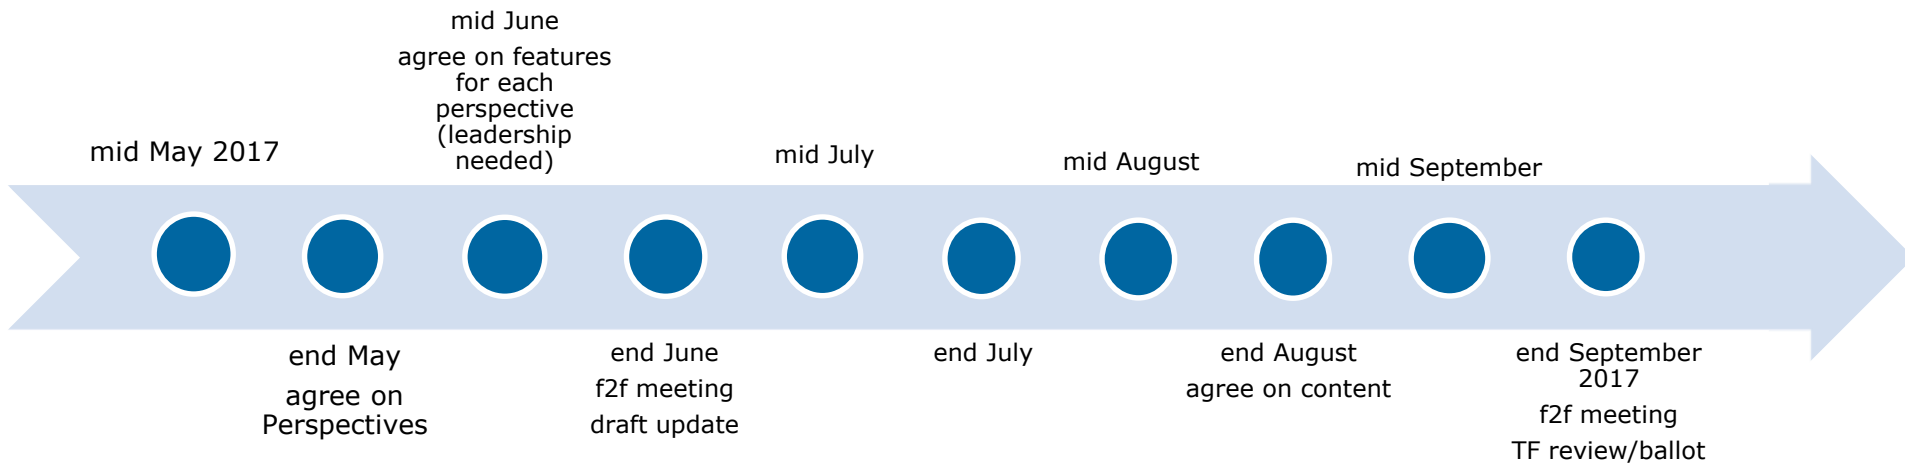 mid May 2017
end May
agree on
Perspectives
mid June
agree on features
for each
perspective
(leadership
needed)
end June
f2f meeting
draft update
mid July
end July
mid August
end August
agree on content
mid September
end September
2017
f2f meeting
TF review/ballot